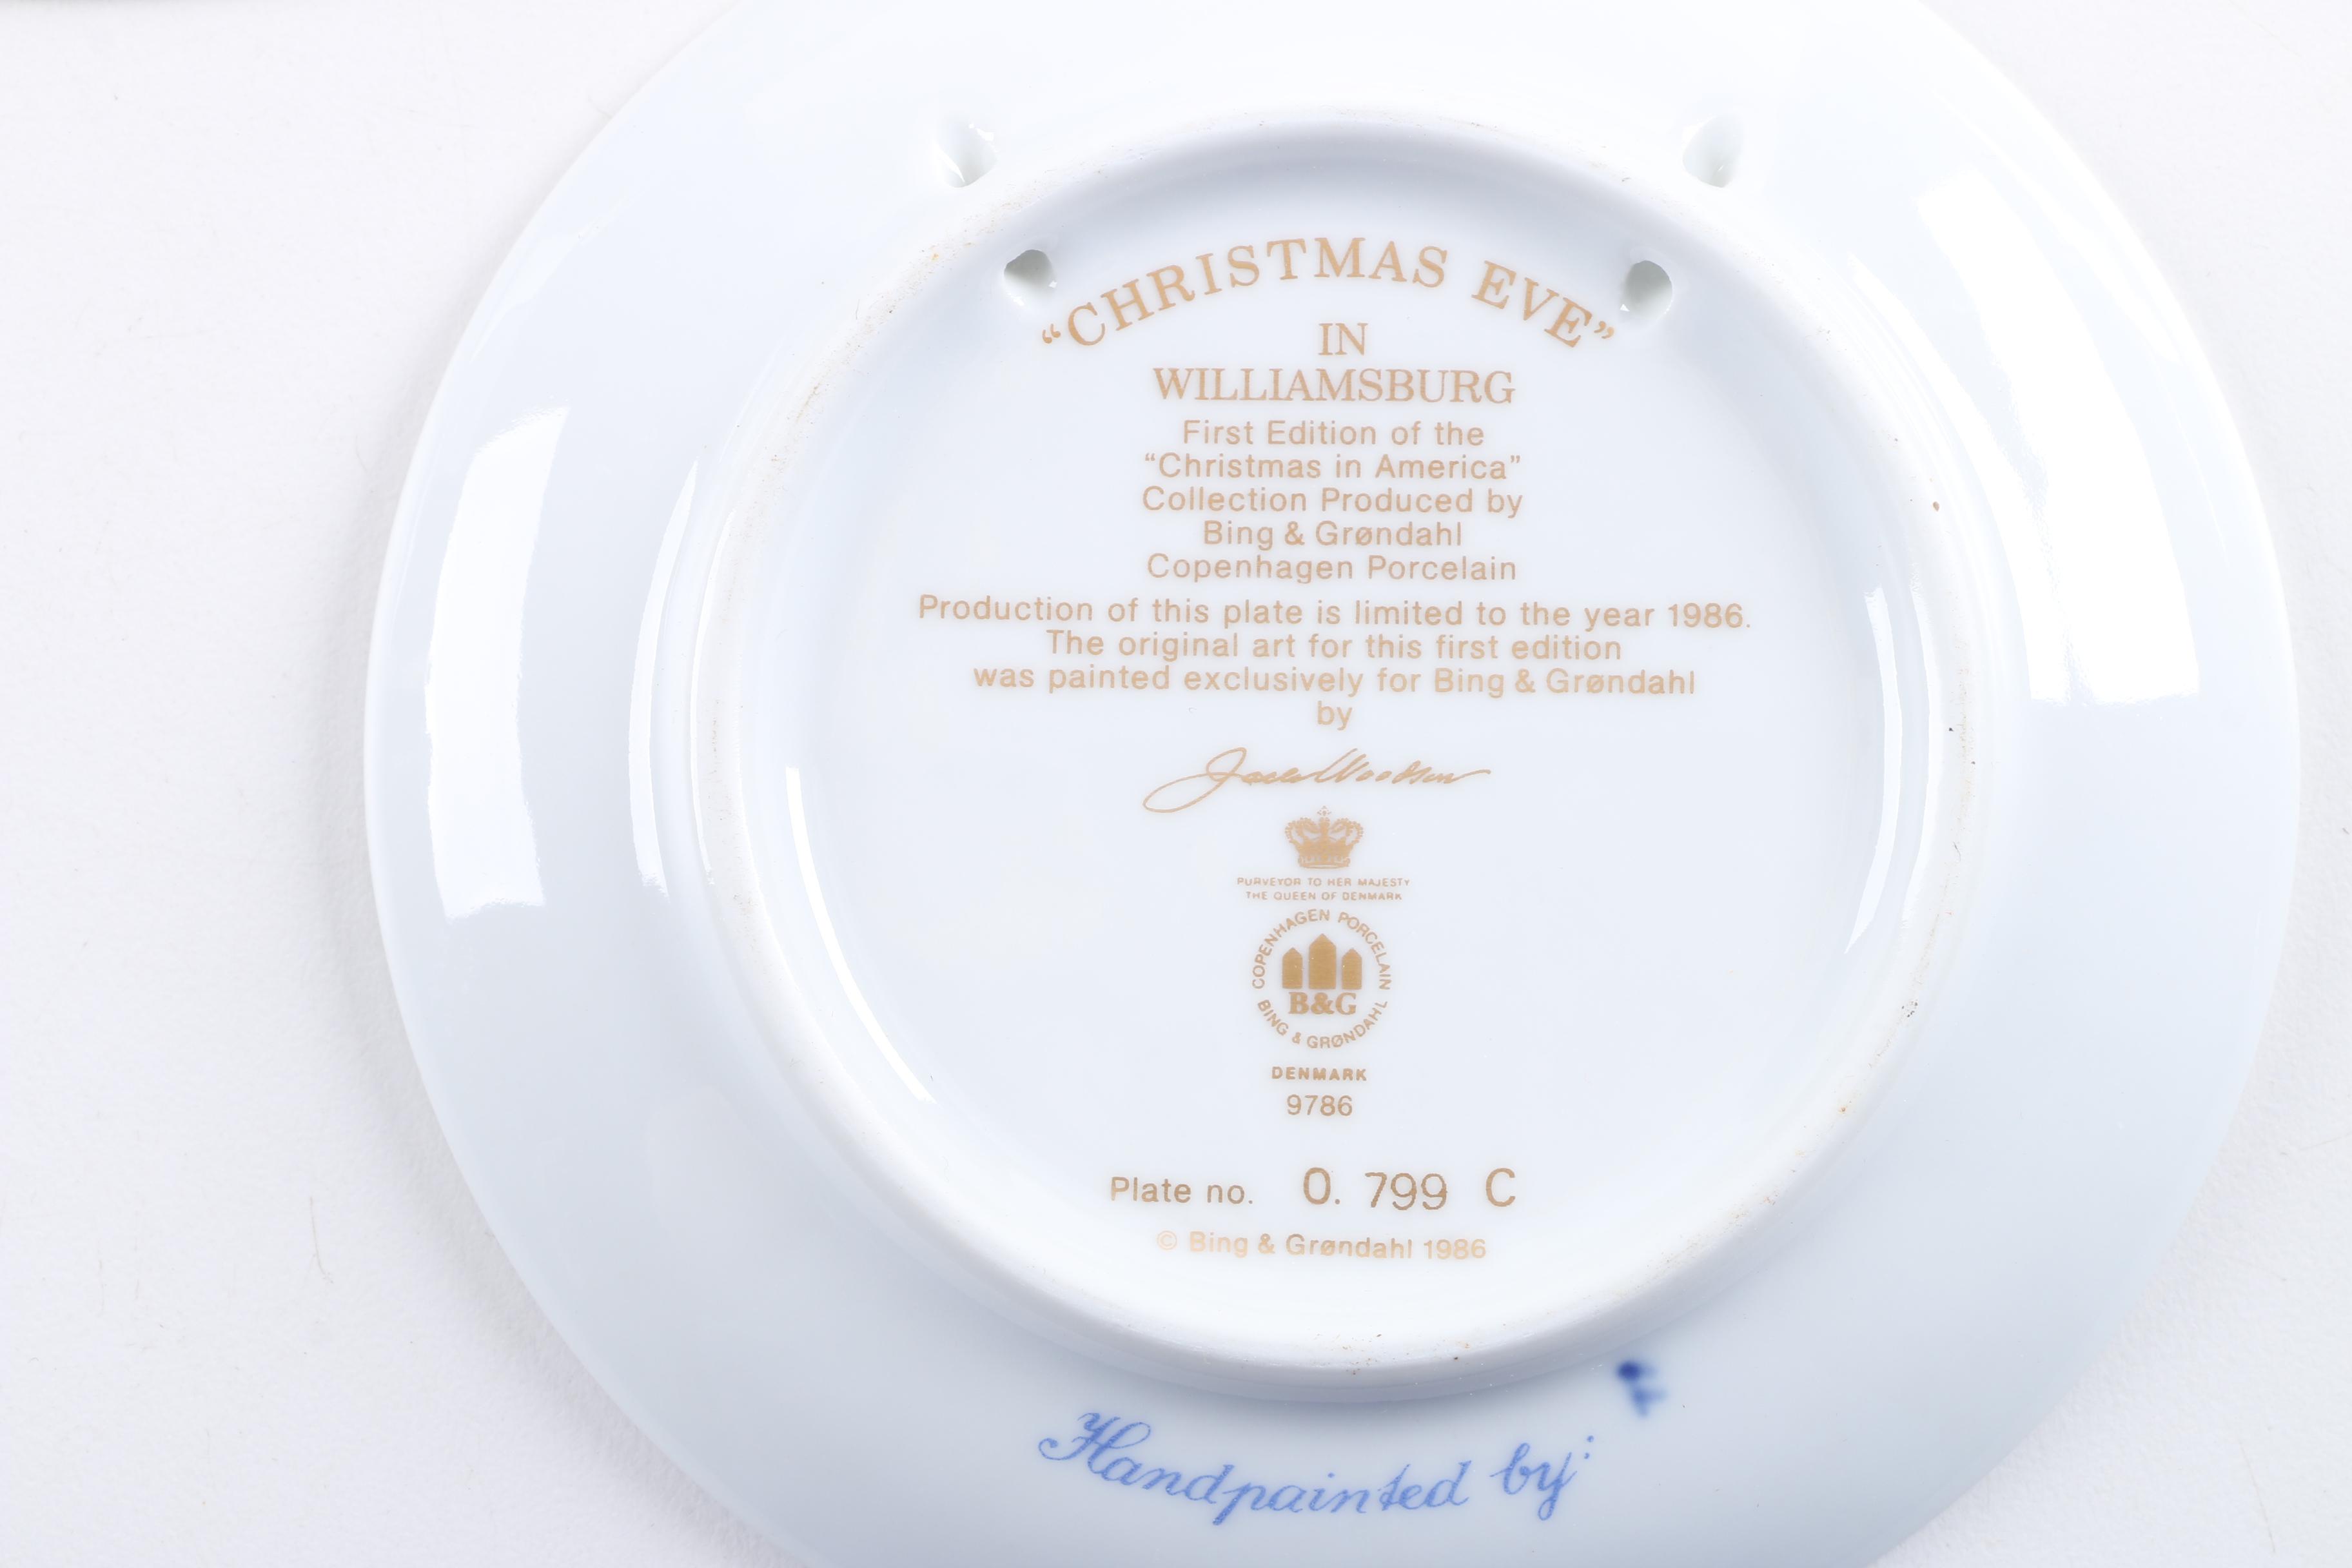 “CHRISTMAS EVE”
IN
WILLIAMSBURG
First Edition of the
“Christmas in America”
Collection Produced by
Bing & Grøndahl
Copenhagen Porcelain
Production of this plate is limited to the year 1986.
The original art for this first edition
was painted exclusively for Bing & Grøndahl
by
Jack Woodson
PURVEYOR TO HER MAJESTY
THE QUEEN OF DENMARK
COPENHAGEN PORCELAIN
B&G
BING & GRØNDAHL
DENMARK
9786
Plate no. 0. 799 C
© Bing & Grøndahl 1986
Handpainted by: